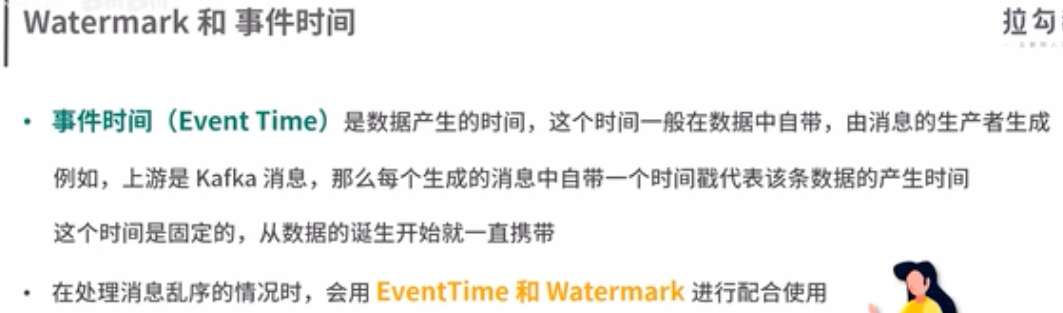 Watermark 和 事件时间
拉勾
• 事件时间（Event Time）是数据产生的时间，这个时间一般在数据中自带，由消息的生产者生成
例如，上游是 Kafka 消息，那么每个生成的消息中自带一个时间戳代表该条数据的产生时间
这个时间是固定的，从数据的诞生开始就一直携带
• 在处理消息乱序的情况时，会用 EventTime 和 Watermark 进行配合使用